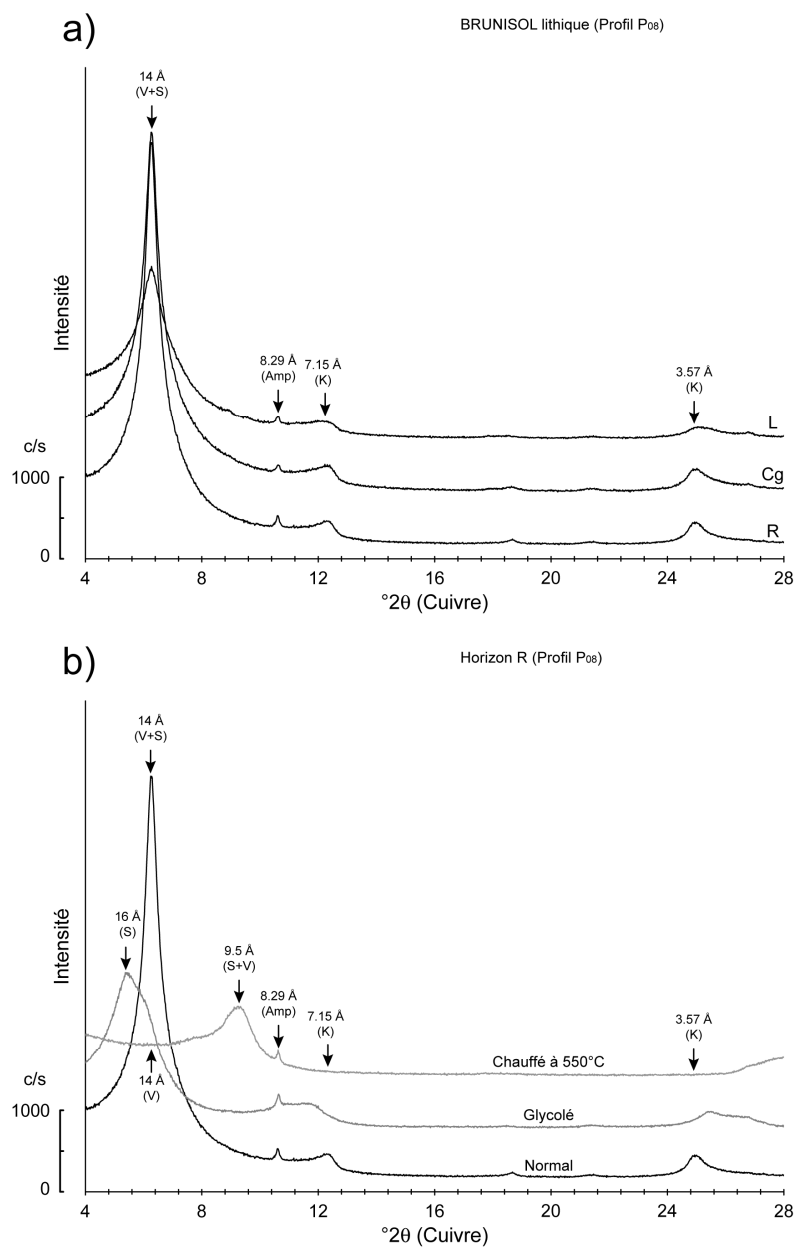 a)
BRUNISOL lithique (Profil P08)
14 Å
(V+S)
Intensité
8.29 Å
(Amp)
7.15 Å
(K)
3.57 Å
(K)
L
c/s
1000
Cg
R
0
4
8
12
16
20
24
28
°2θ (Cuivre)
b)
Horizon R (Profil P08)
14 Å
(V+S)
Intensité
16 Å
(S)
9.5 Å
(S+V)
8.29 Å
(Amp)
7.15 Å
(K)
3.57 Å
(K)
Chauffé à 550°C
14 Å
(V)
c/s
1000
Glycolé
Normal
0
4
8
12
16
20
24
28
°2θ (Cuivre)